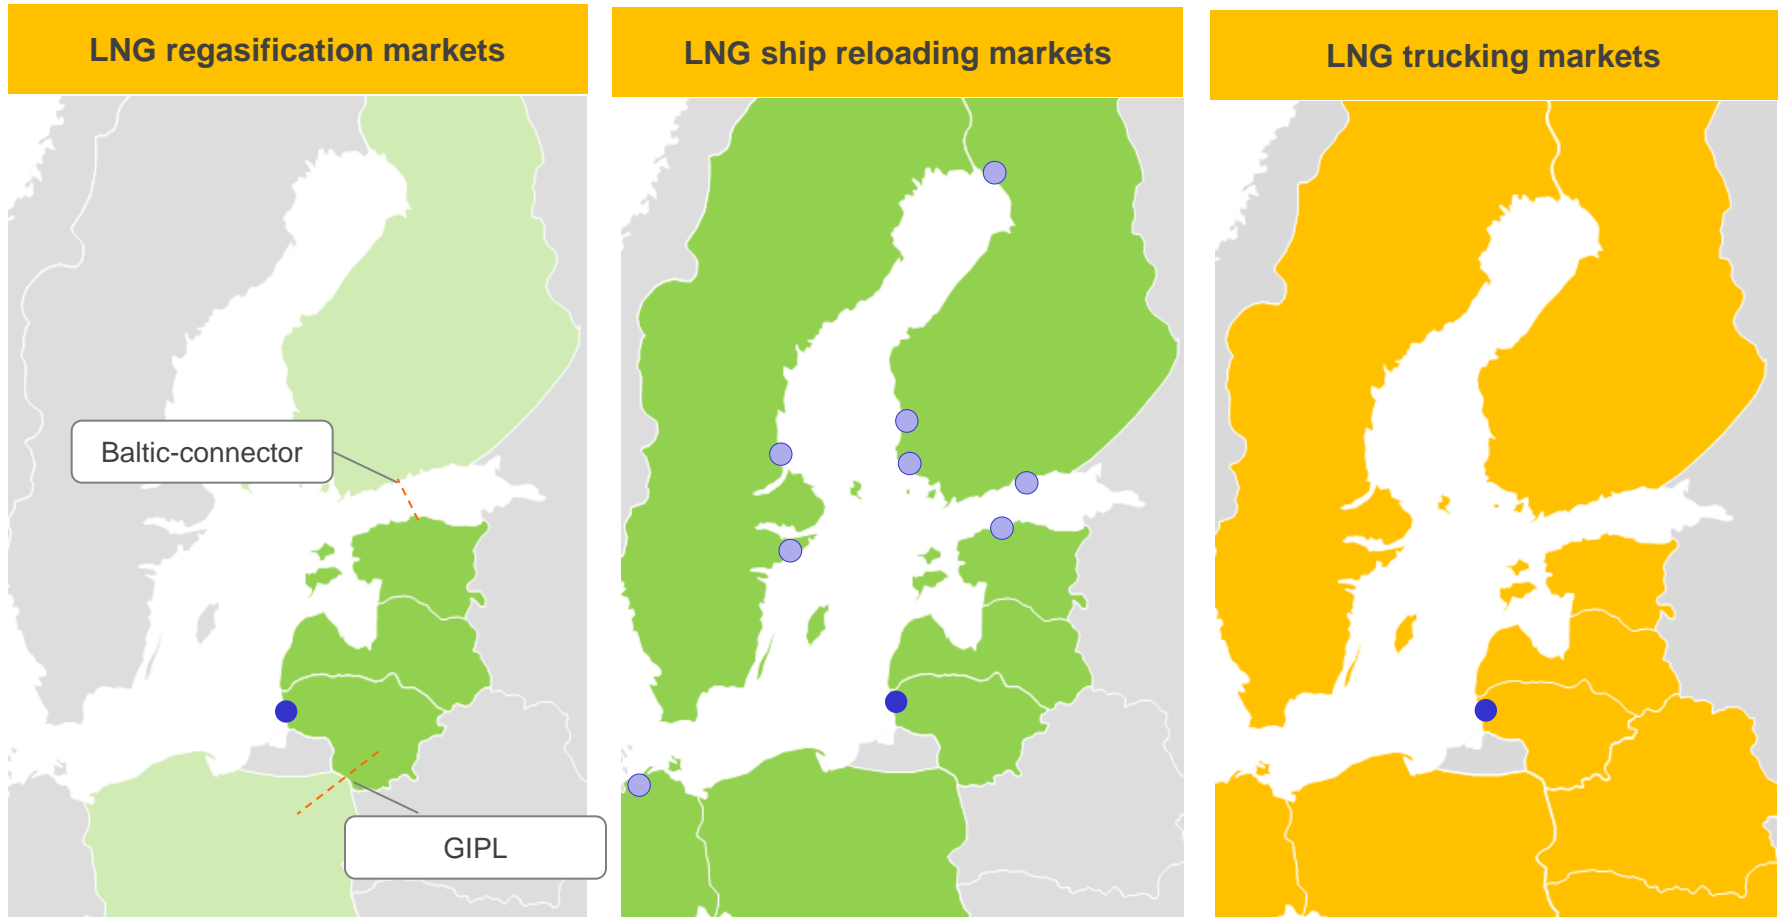 LNG regasification markets
LNG ship reloading markets
LNG trucking markets
Baltic-connector
GIPL